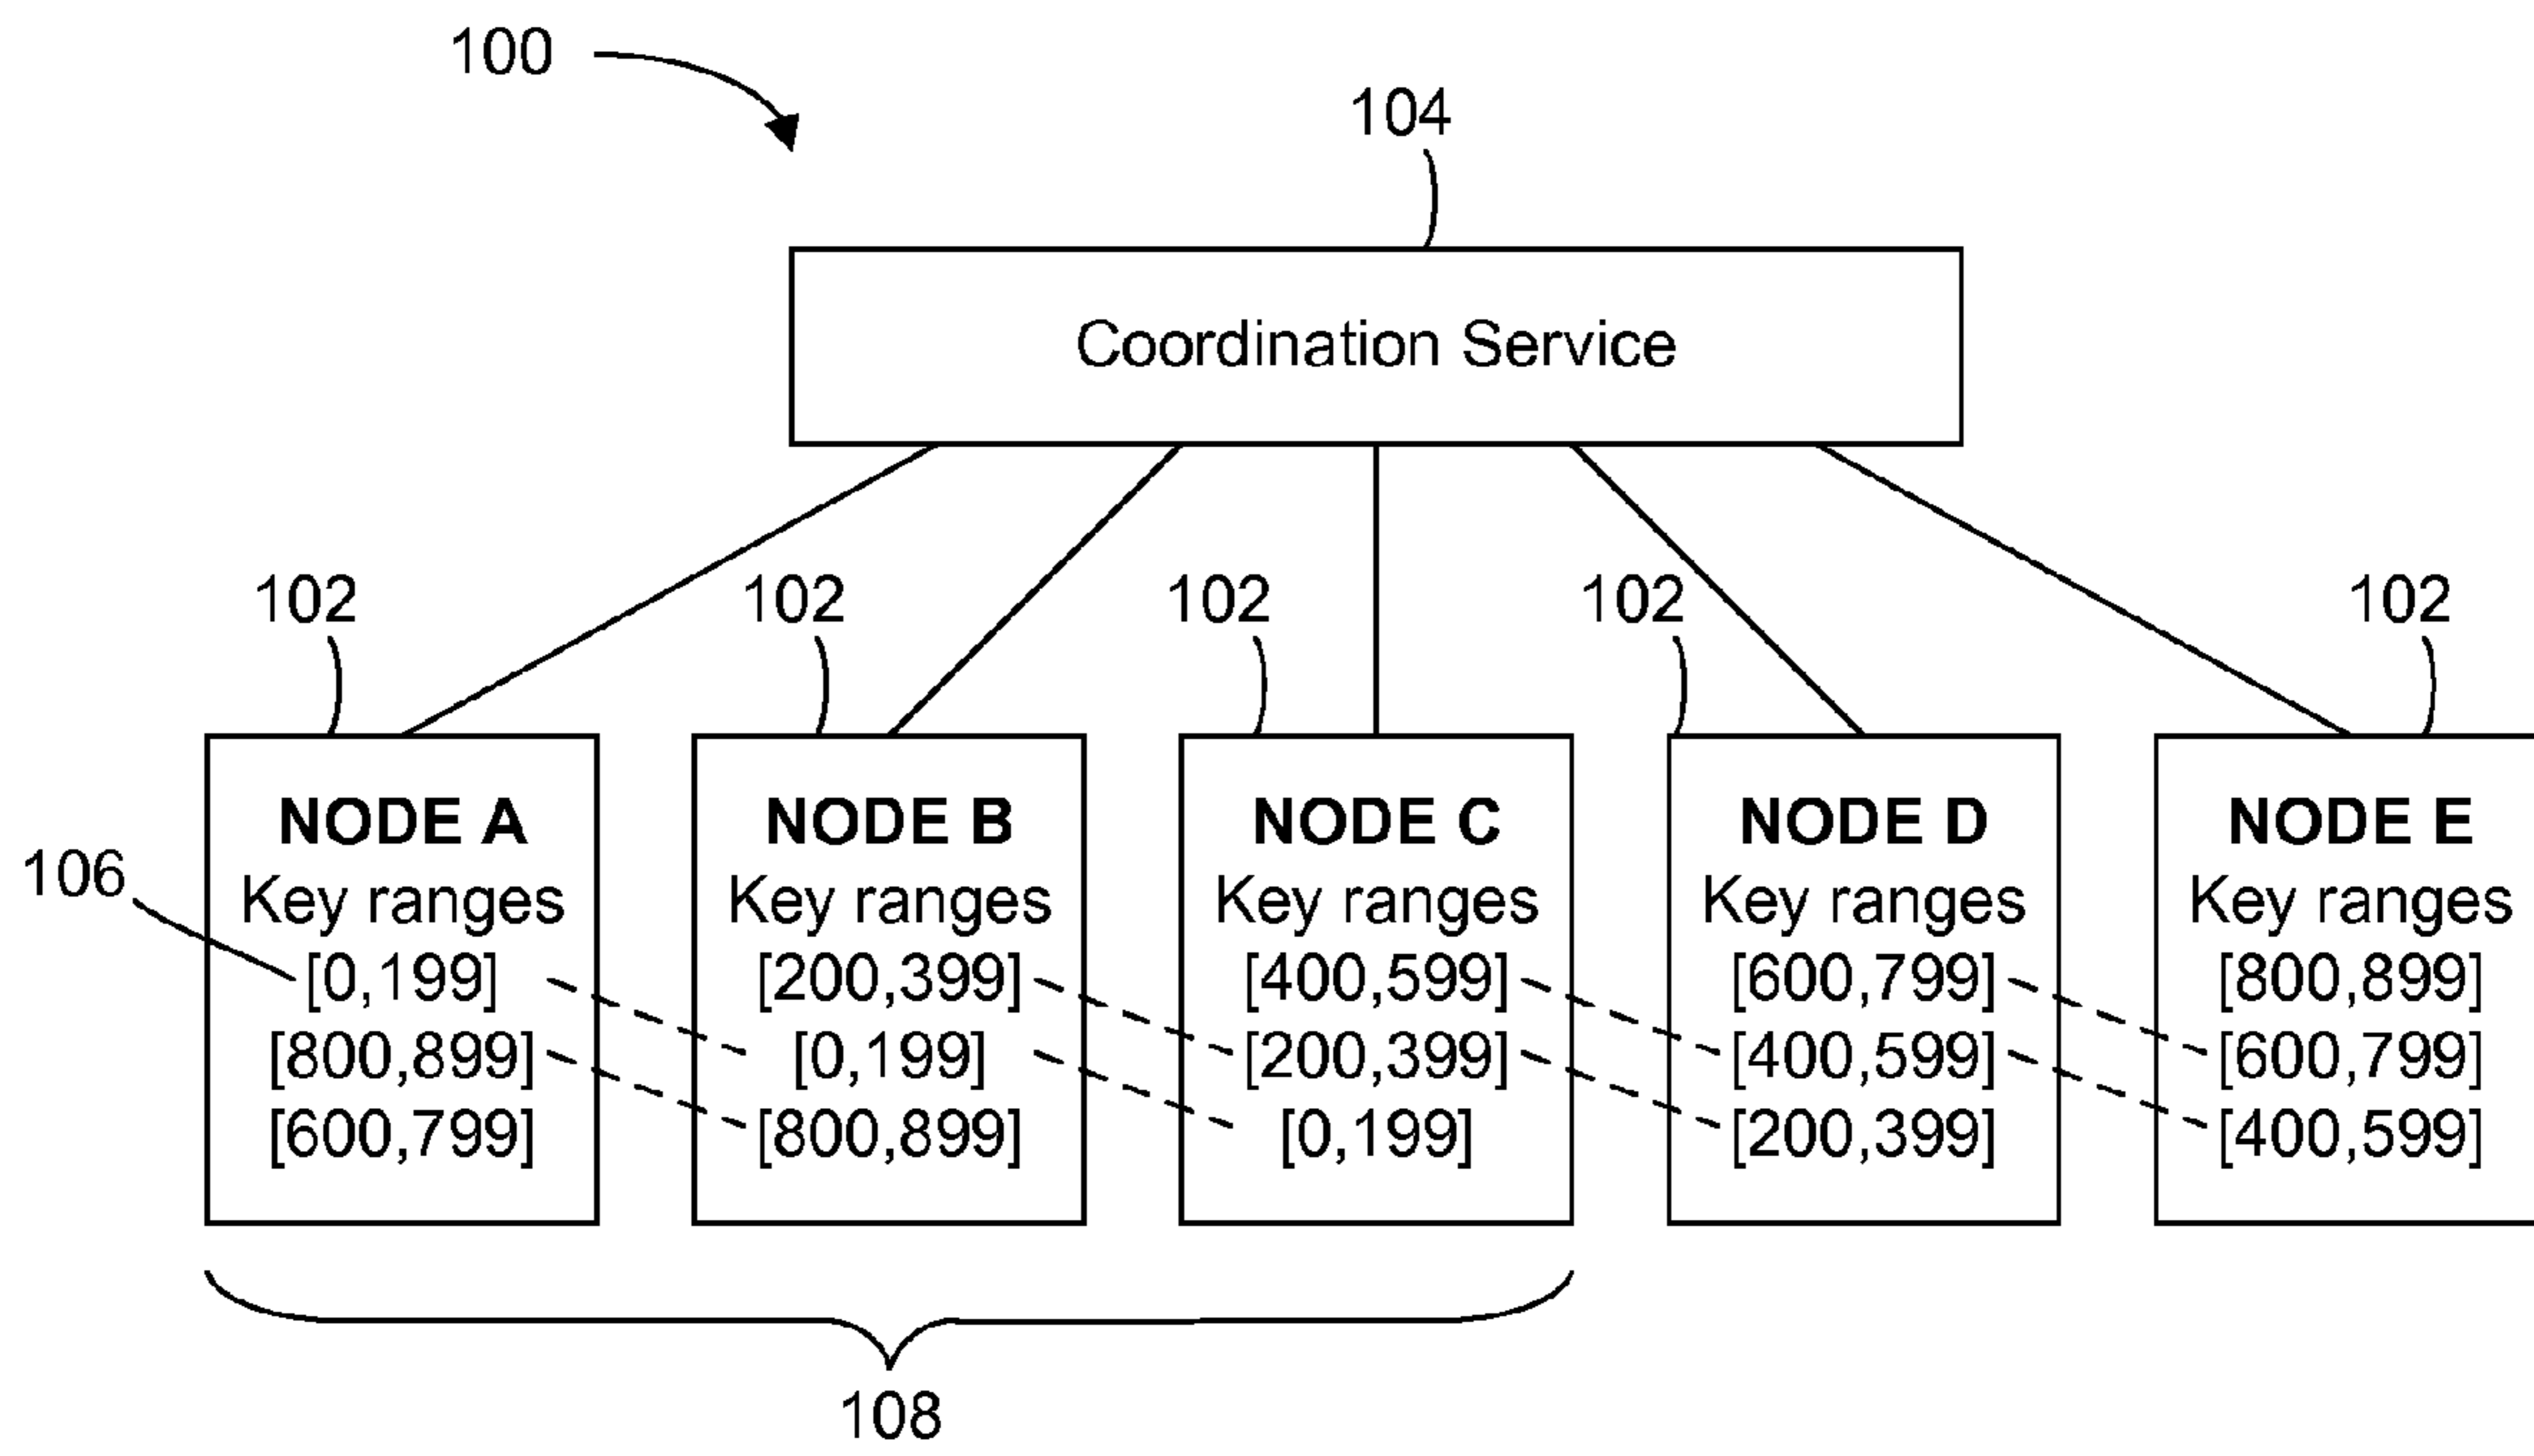 100
104
Coordination Service
102
102
102
102
102
NODE A
Key ranges
[0,199]
[800,899]
[600,799]
NODE B
Key ranges
[200,399]
[0,199]
[800,899]
NODE C
Key ranges
[400,599]
[200,399]
[0,199]
NODE D
Key ranges
[600,799]
[400,599]
[200,399]
NODE E
Key ranges
[800,899]
[600,799]
[400,599]
106
108